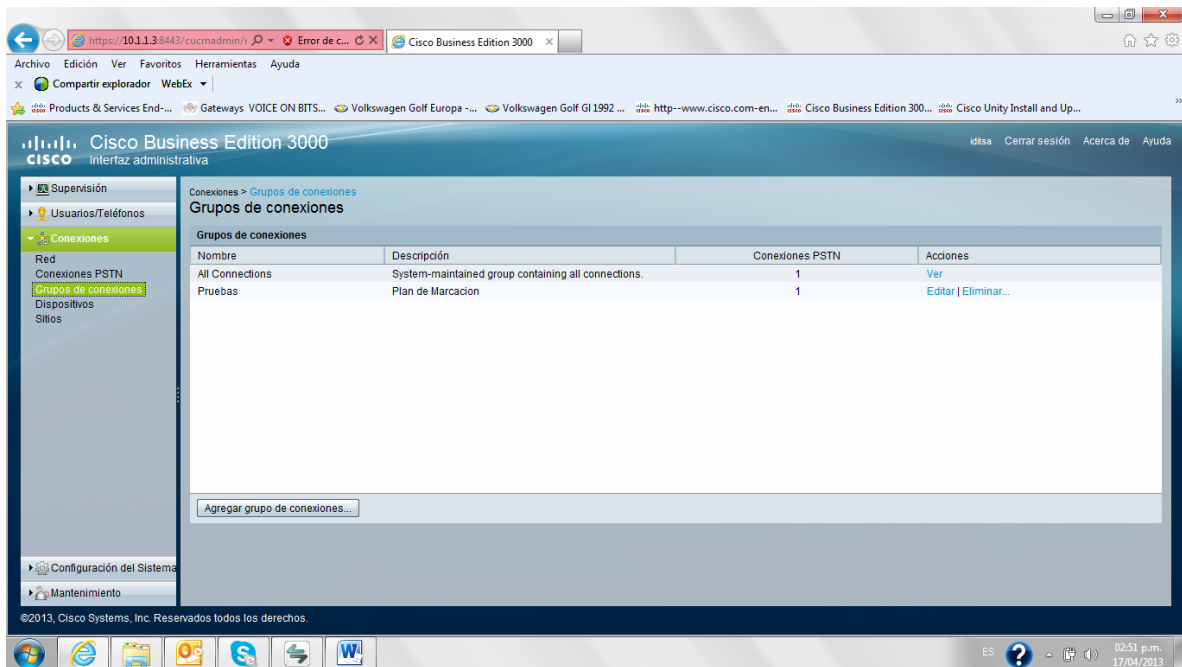 https://10.1.1.3:8443/cucmadmin/r
Error de c...
Cisco Business Edition 3000
Archivo Edición Ver Favoritos Herramientas Ayuda
x Compartir explorador WebEx
Products & Services End-... Gateways VOICE ON BITS... Volkswagen Golf Europa -... Volkswagen Golf Gl 1992 ... http--www.cisco.com-en... Cisco Business Edition 300... Cisco Unity Install and Up...
CISCO
Cisco Business Edition 3000
Interfaz administrativa
iditsa Cerrar sesión Acerca de Ayuda
Supervisión
Usuarios/Teléfonos
Conexiones
Red
Conexiones PSTN
Grupos de conexiones
Dispositivos
Sitios
Configuración del Sistema
Mantenimiento
Conexiones > Grupos de conexiones
Grupos de conexiones
Grupos de conexiones
Nombre Descripción Conexiones PSTN Acciones
All Connections System-maintained group containing all connections. 1 Ver
Pruebas Plan de Marcacion 1 Editar | Eliminar...
Agregar grupo de conexiones...
©2013, Cisco Systems, Inc. Reservados todos los derechos.
ES
02:51 p.m.
17/04/2013